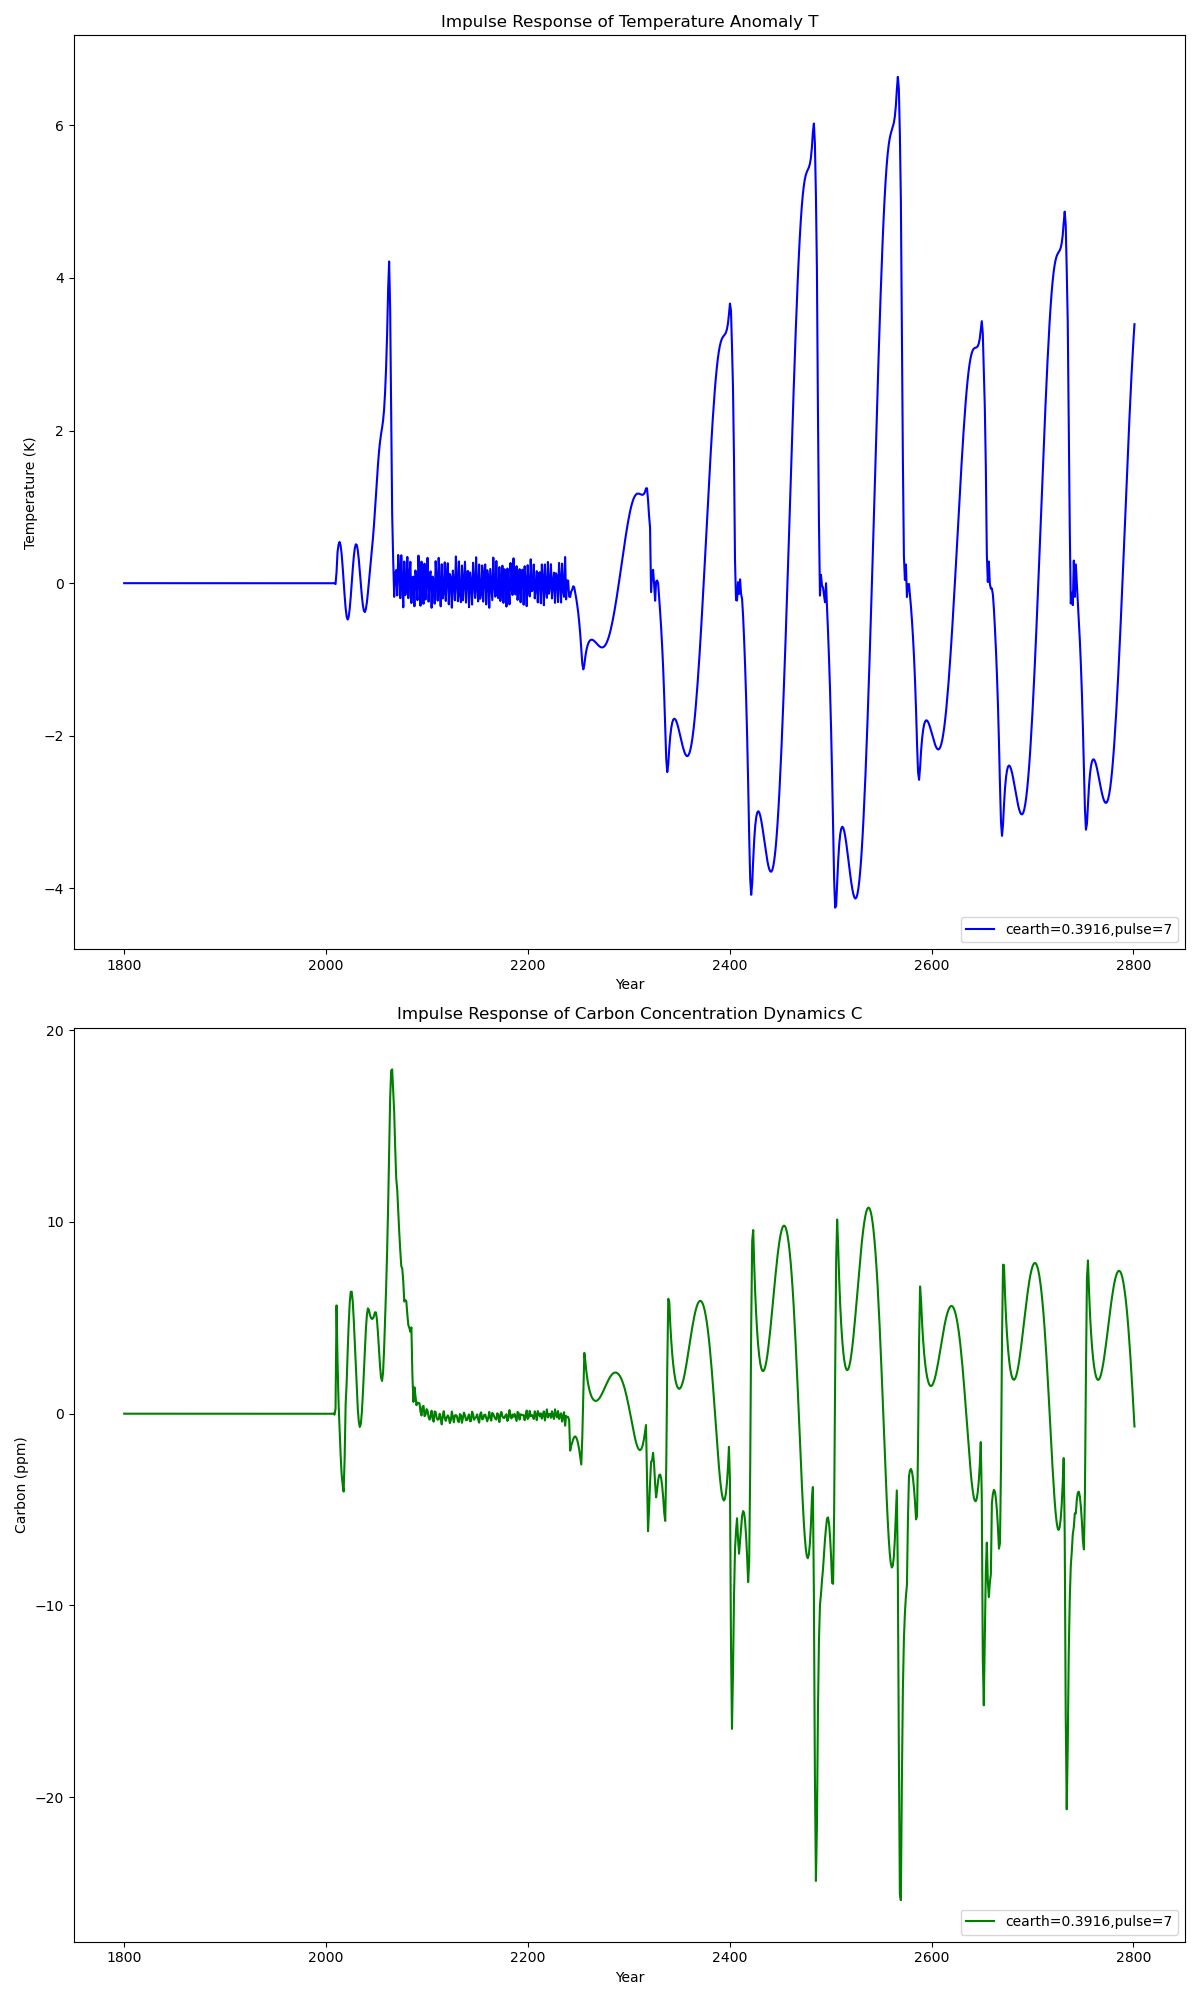 Impulse Response of Temperature Anomaly T
Temperature (K)
6
4
2
0
−2
−4
cearth=0.3916,pulse=7
1800 2000 2200 2400 2600 2800
Year
Impulse Response of Carbon Concentration Dynamics C
Carbon (ppm)
20
10
0
−10
−20
cearth=0.3916,pulse=7
1800 2000 2200 2400 2600 2800
Year